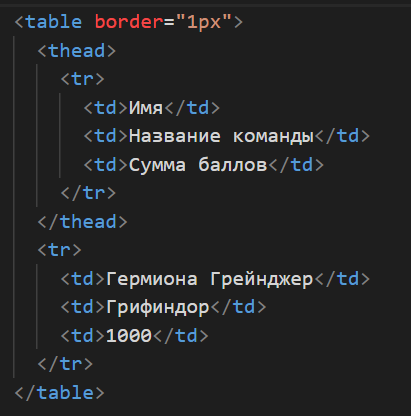 <table border="1px">
<thead>
<tr>
<td>Имя</td>
<td>Название команды</td>
<td>Сумма баллов</td>
</tr>
</thead>
<tr>
<td>Гермиона Грейнджер</td>
<td>Грифиндор</td>
<td>1000</td>
</tr>
</table>